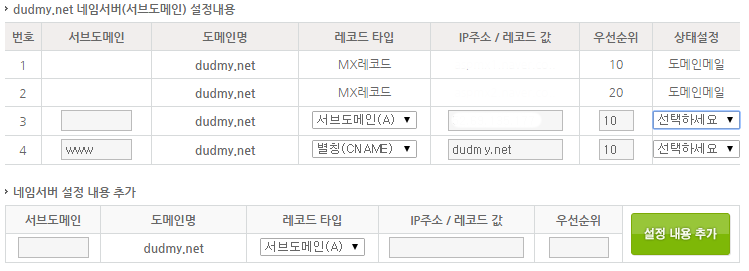 dudmy.net 네임서버(서브도메인) 설정내용
번호 서브도메인 도메인명 레코드 타입 IP주소 / 레코드 값 우선순위 상태설정
1 dudmy.net MX레코드 10 도메인메일
2 dudmy.net MX레코드 20 도메인메일
3 dudmy.net 서브도메인(A) 10 선택하세요
4 www dudmy.net 별칭(CNAME) dudmy.net 10 선택하세요
네임서버 설정 내용 추가
서브도메인 도메인명 레코드 타입 IP주소 / 레코드 값 우선순위 설정 내용 추가
dudmy.net 서브도메인(A)